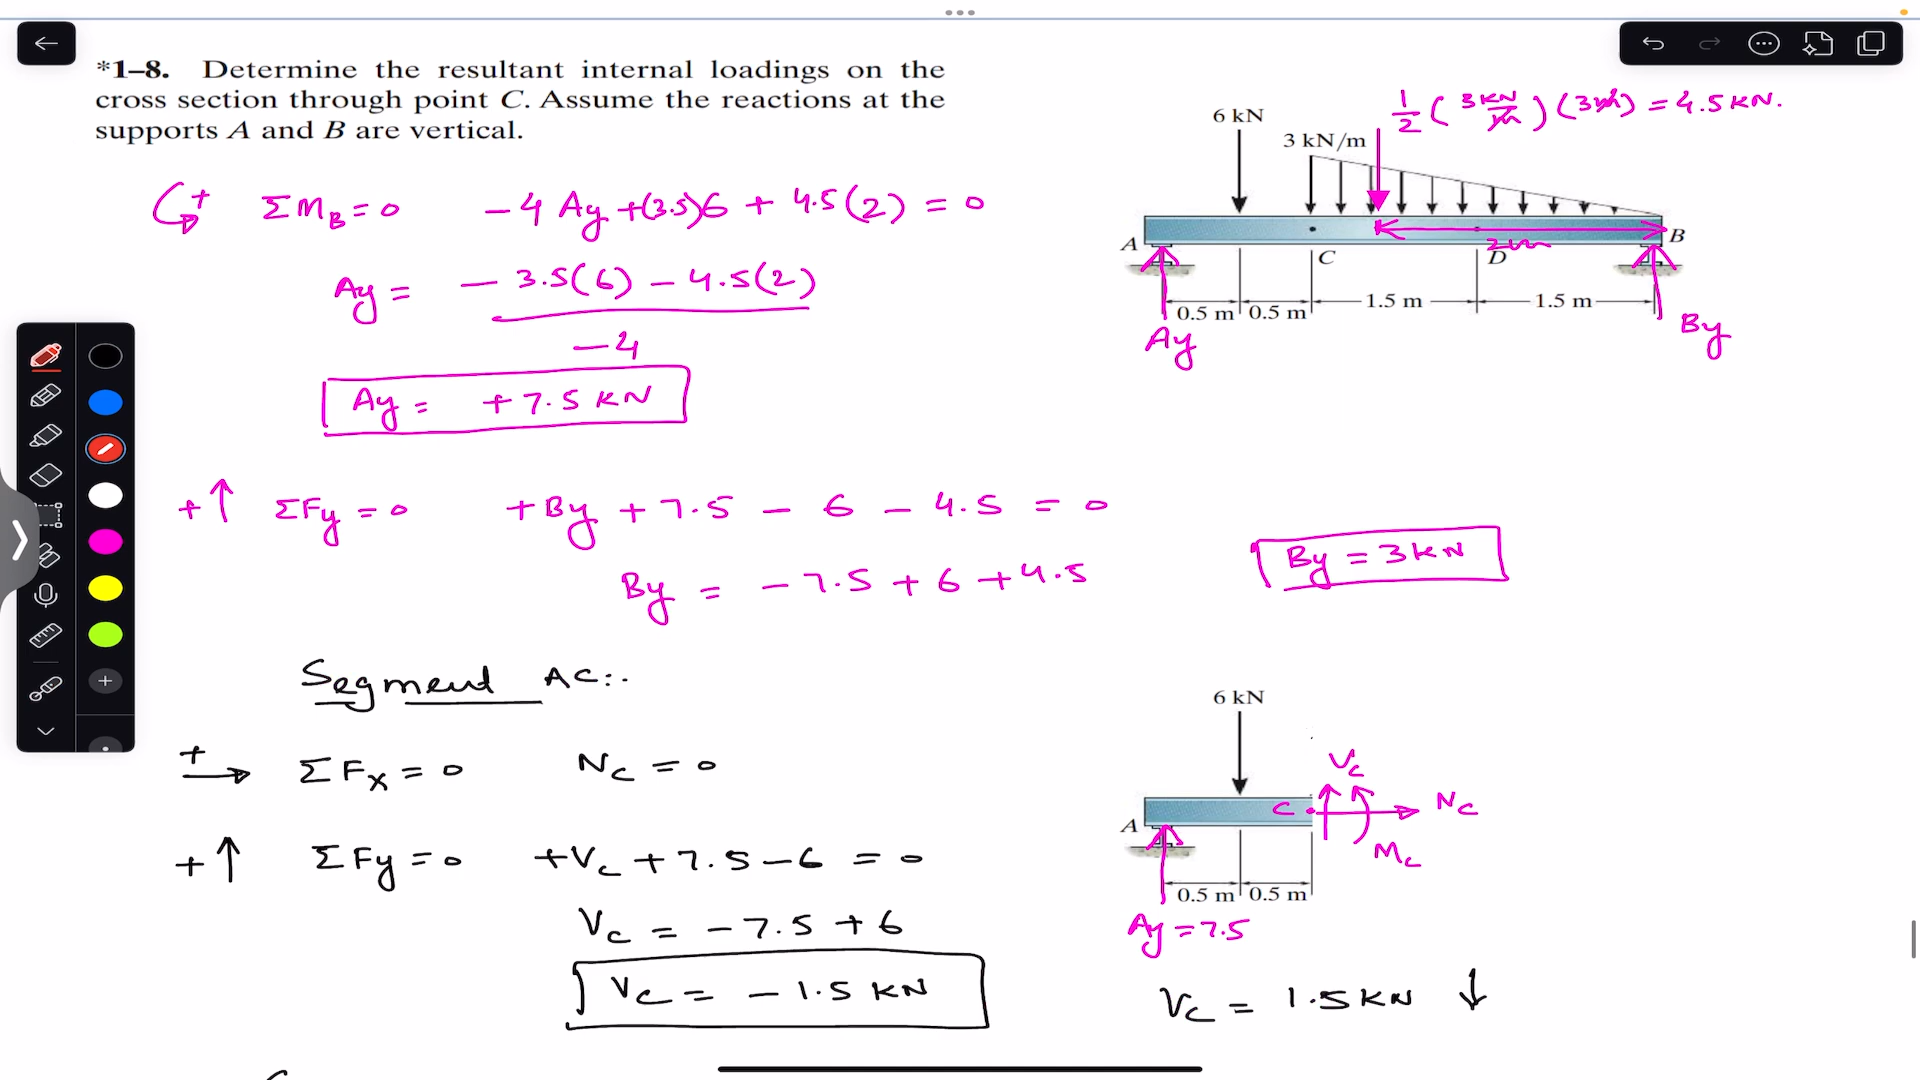 *1–8. Determine the resultant internal loadings on the
cross section through point C. Assume the reactions at the
supports A and B are vertical.
6 kN
3 kN/m
1/2 (3 kN/m)(3m) = 4.5 KN.
A
B
C
D
2m
0.5 m 0.5 m 1.5 m 1.5 m
Ay
By
+ ΣMB = 0 -4 Ay + (3.5)6 + 4.5(2) = 0
Ay = - 3.5(6) - 4.5(2)
-4
Ay = + 7.5 KN
+↑ ΣFy = 0 + By + 7.5 - 6 - 4.5 = 0
By = 3 KN
By = - 7.5 + 6 + 4.5
Segment AC:.
+→ ΣFx = 0 Nc = 0
+↑ ΣFy = 0 + Vc + 7.5 - 6 = 0
Vc = - 7.5 + 6
Vc = - 1.5 KN
6 kN
Vc
C
Nc
Mc
A
0.5 m 0.5 m
Ay = 7.5
Vc = 1.5 KN ↓